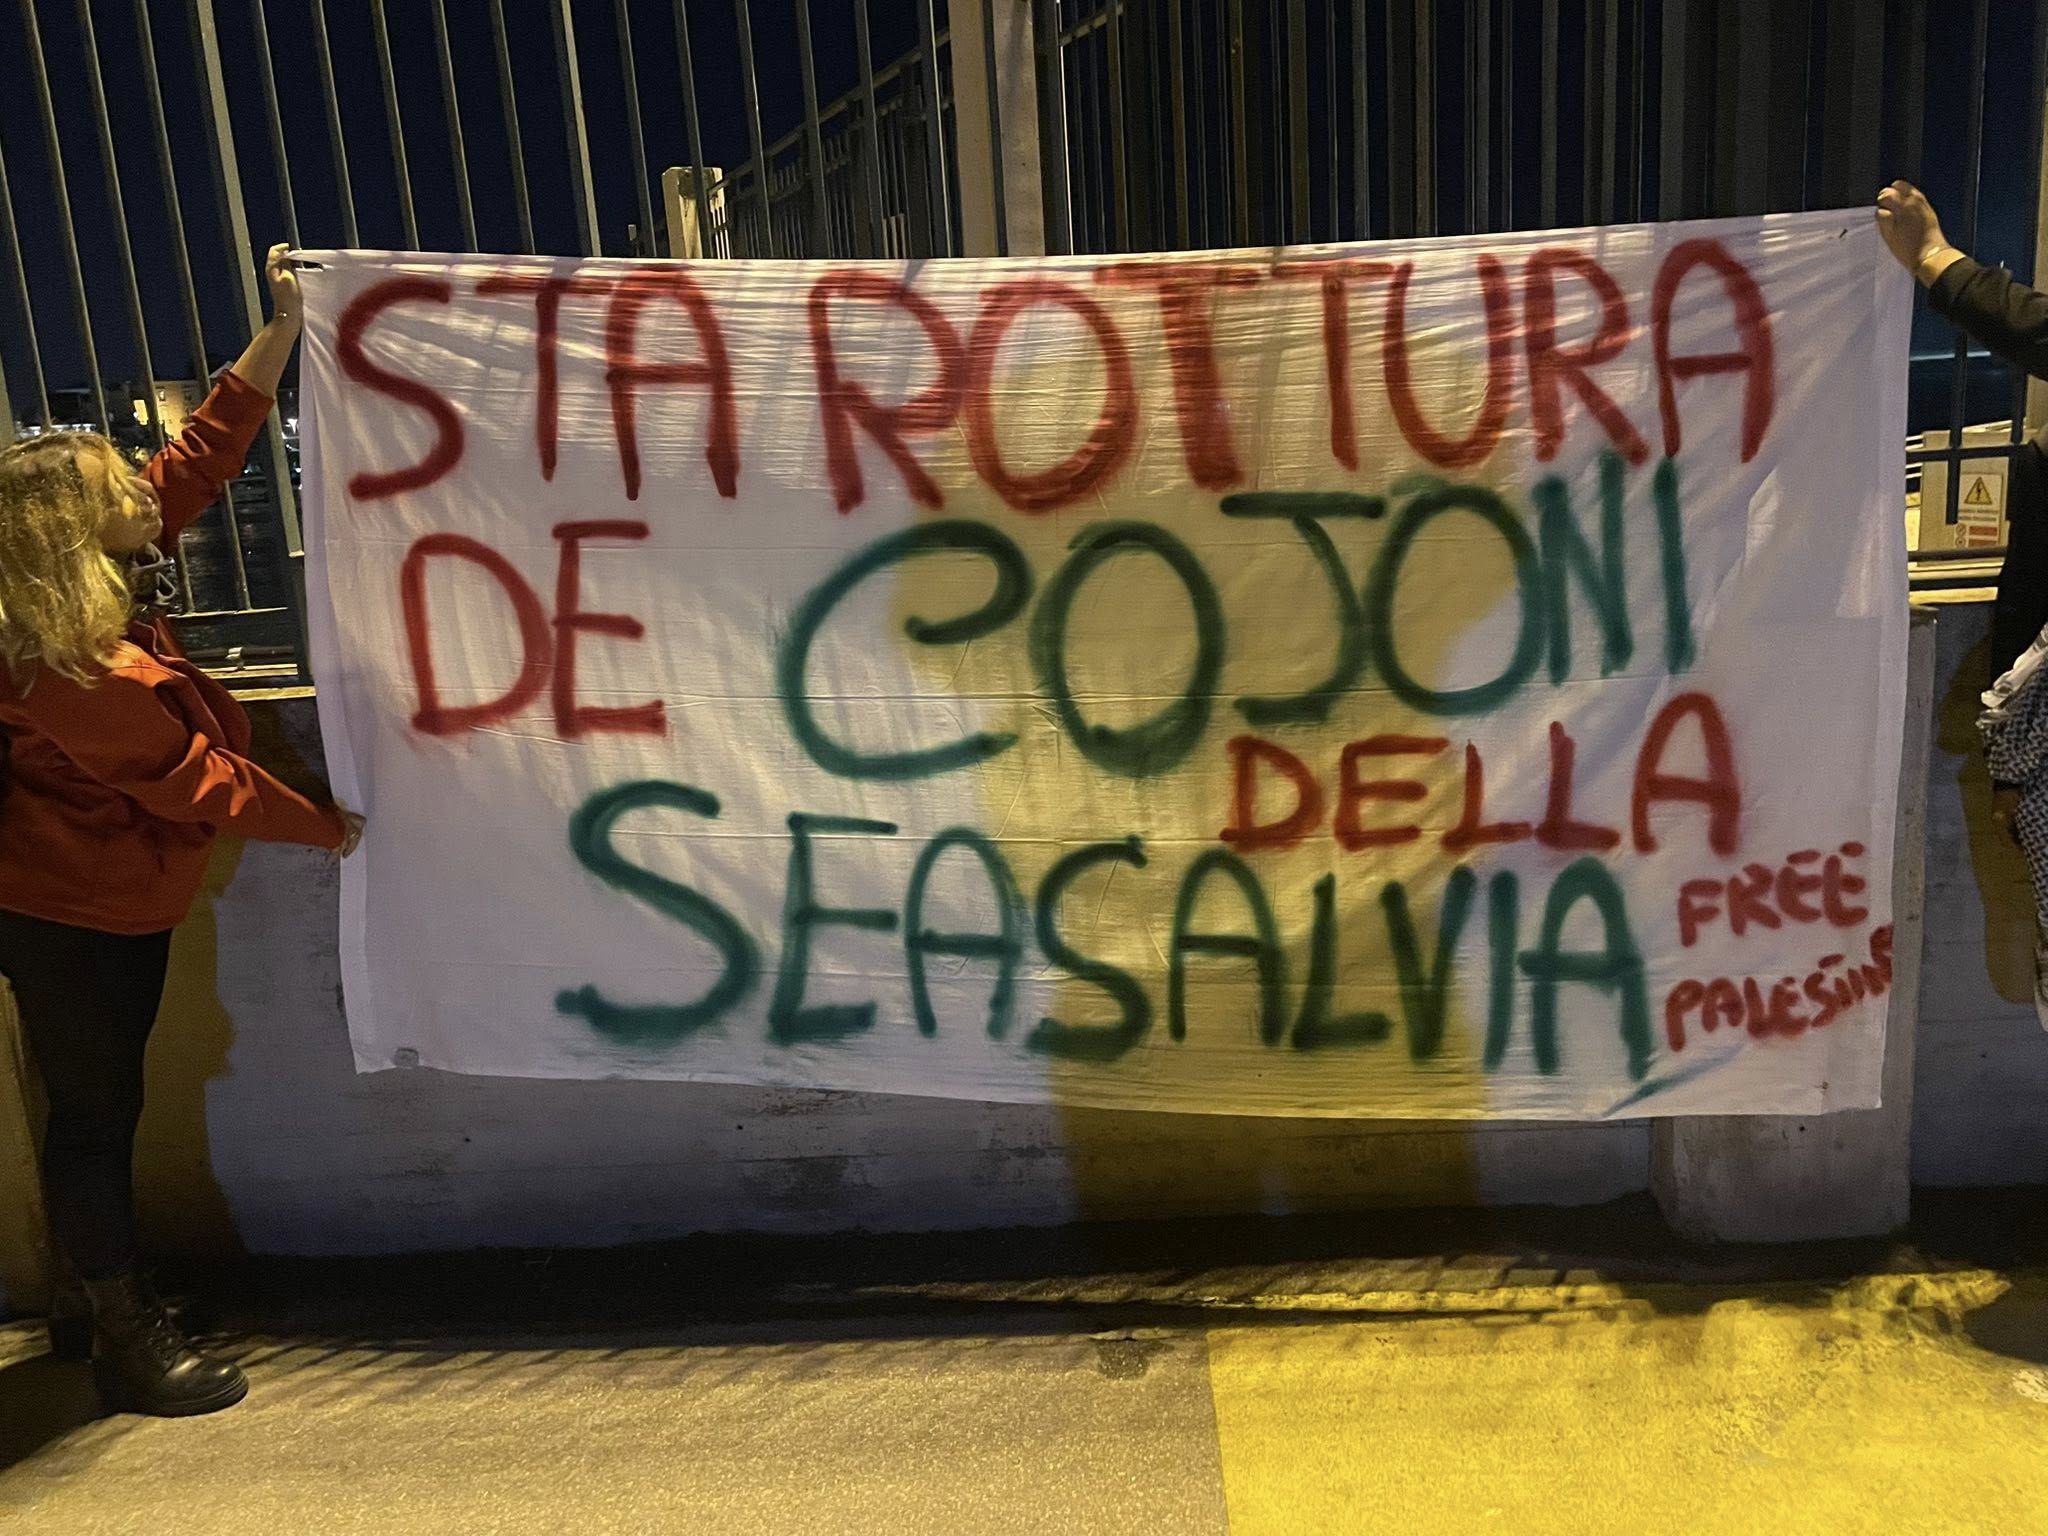 STA ROTTURA
DE COJONI
DELLA
SEASALVIA
FREE
PALESTINE